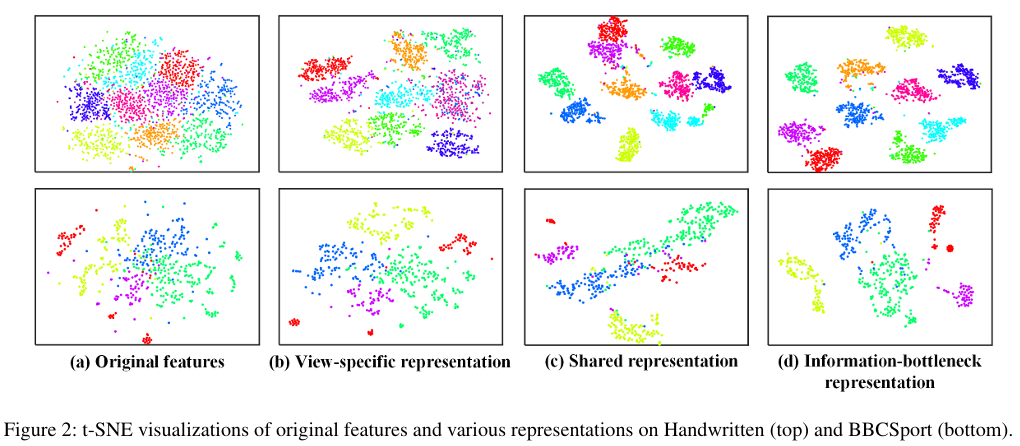 (a) Original features
(b) View-specific representation
(c) Shared representation
(d) Information-bottleneck
representation
Figure 2: t-SNE visualizations of original features and various representations on Handwritten (top) and BBCSport (bottom).